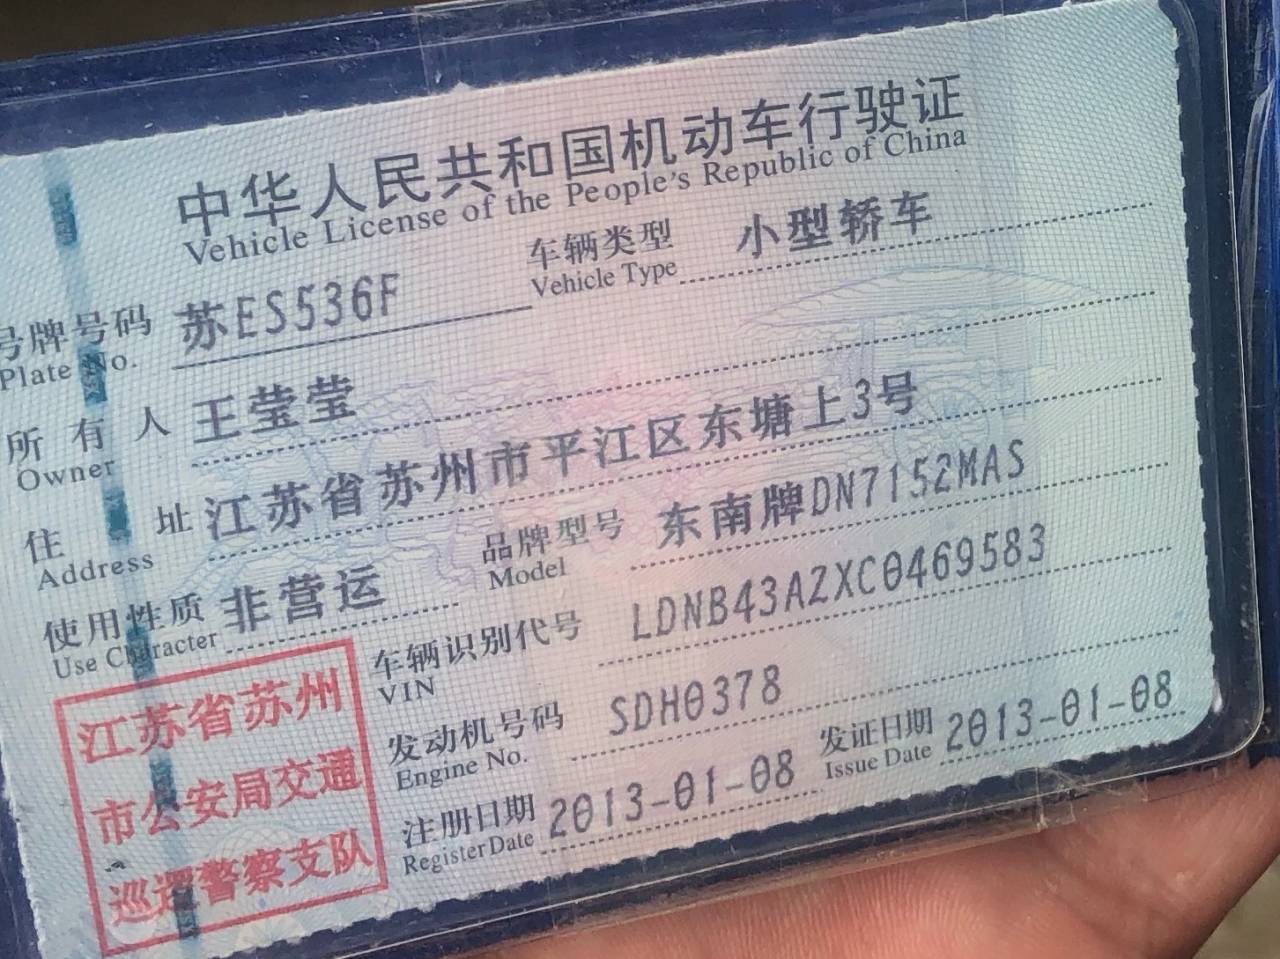 中华人民共和国机动车行驶证
Vehicle License of the People's Republic of China
号牌号码 苏ES536F 车辆类型 小型轿车
Plate No. Vehicle Type
所有人 王莹莹
Owner
住址 江苏省苏州市平江区东塘上3号
Address
使用性质 非营运 品牌型号 东南牌DN7152MAS
Use Character Model
车辆识别代号 LDNB43AZXC0469583
VIN
发动机号码 SDH0378
Engine No.
注册日期 2013-01-08 发证日期 2013-01-08
Register Date Issue Date
江苏省苏州
市公安局交通
巡逻警察支队